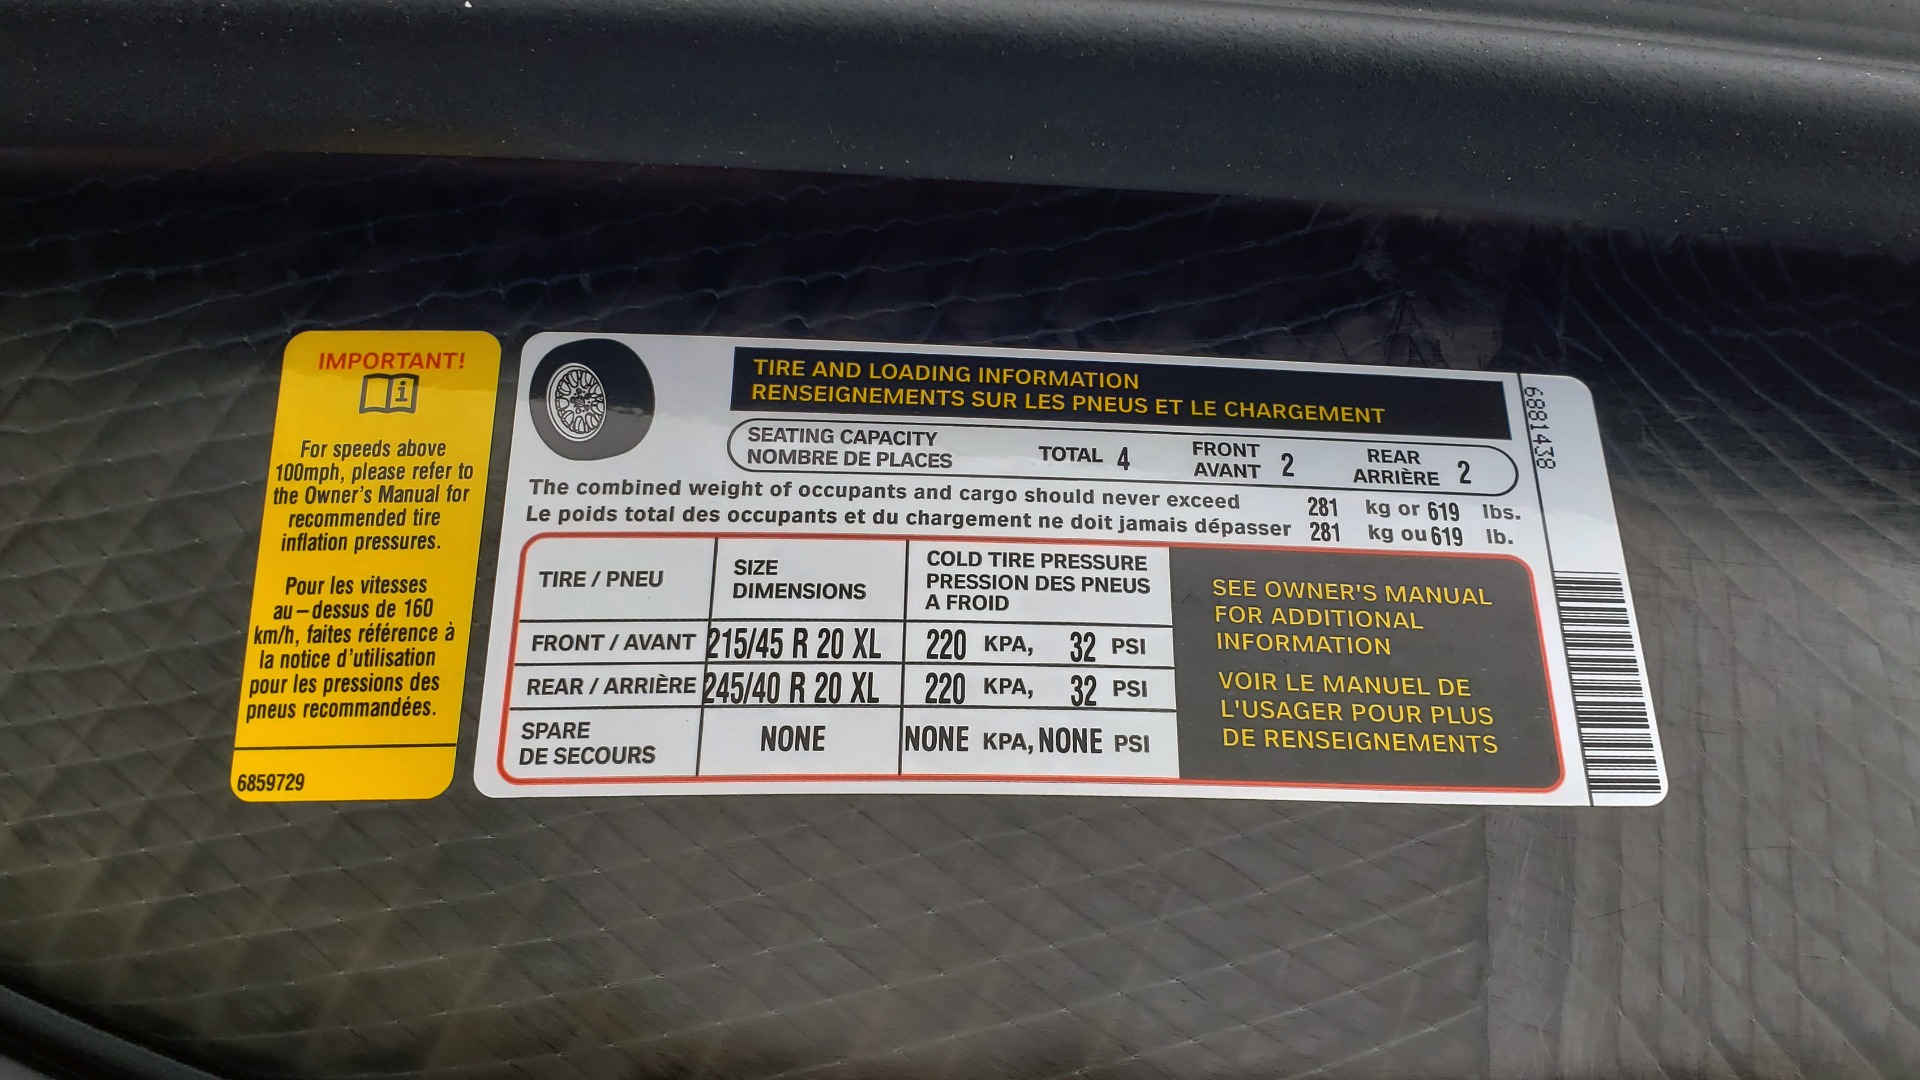 IMPORTANT!
i
For speeds above
100mph, please refer to
the Owner's Manual for
recommended tire
inflation pressures.
Pour les vitesses
au–dessus de 160
km/h, faites référence à
la notice d'utilisation
pour les pressions des
pneus recommandées.
6859729
TIRE AND LOADING INFORMATION
RENSEIGNEMENTS SUR LES PNEUS ET LE CHARGEMENT
SEATING CAPACITY
NOMBRE DE PLACES
TOTAL 4
FRONT
AVANT 2
REAR
ARRIÈRE 2
The combined weight of occupants and cargo should never exceed 281 kg or 619 lbs.
Le poids total des occupants et du chargement ne doit jamais dépasser 281 kg ou 619 lb.
TIRE / PNEU
SIZE
DIMENSIONS
COLD TIRE PRESSURE
PRESSION DES PNEUS
A FROID
FRONT / AVANT 215/45 R 20 XL 220 KPA, 32 PSI
REAR / ARRIÈRE 245/40 R 20 XL 220 KPA, 32 PSI
SPARE
DE SECOURS
NONE NONE KPA, NONE PSI
SEE OWNER'S MANUAL
FOR ADDITIONAL
INFORMATION
VOIR LE MANUEL DE
L'USAGER POUR PLUS
DE RENSEIGNEMENTS
6881438